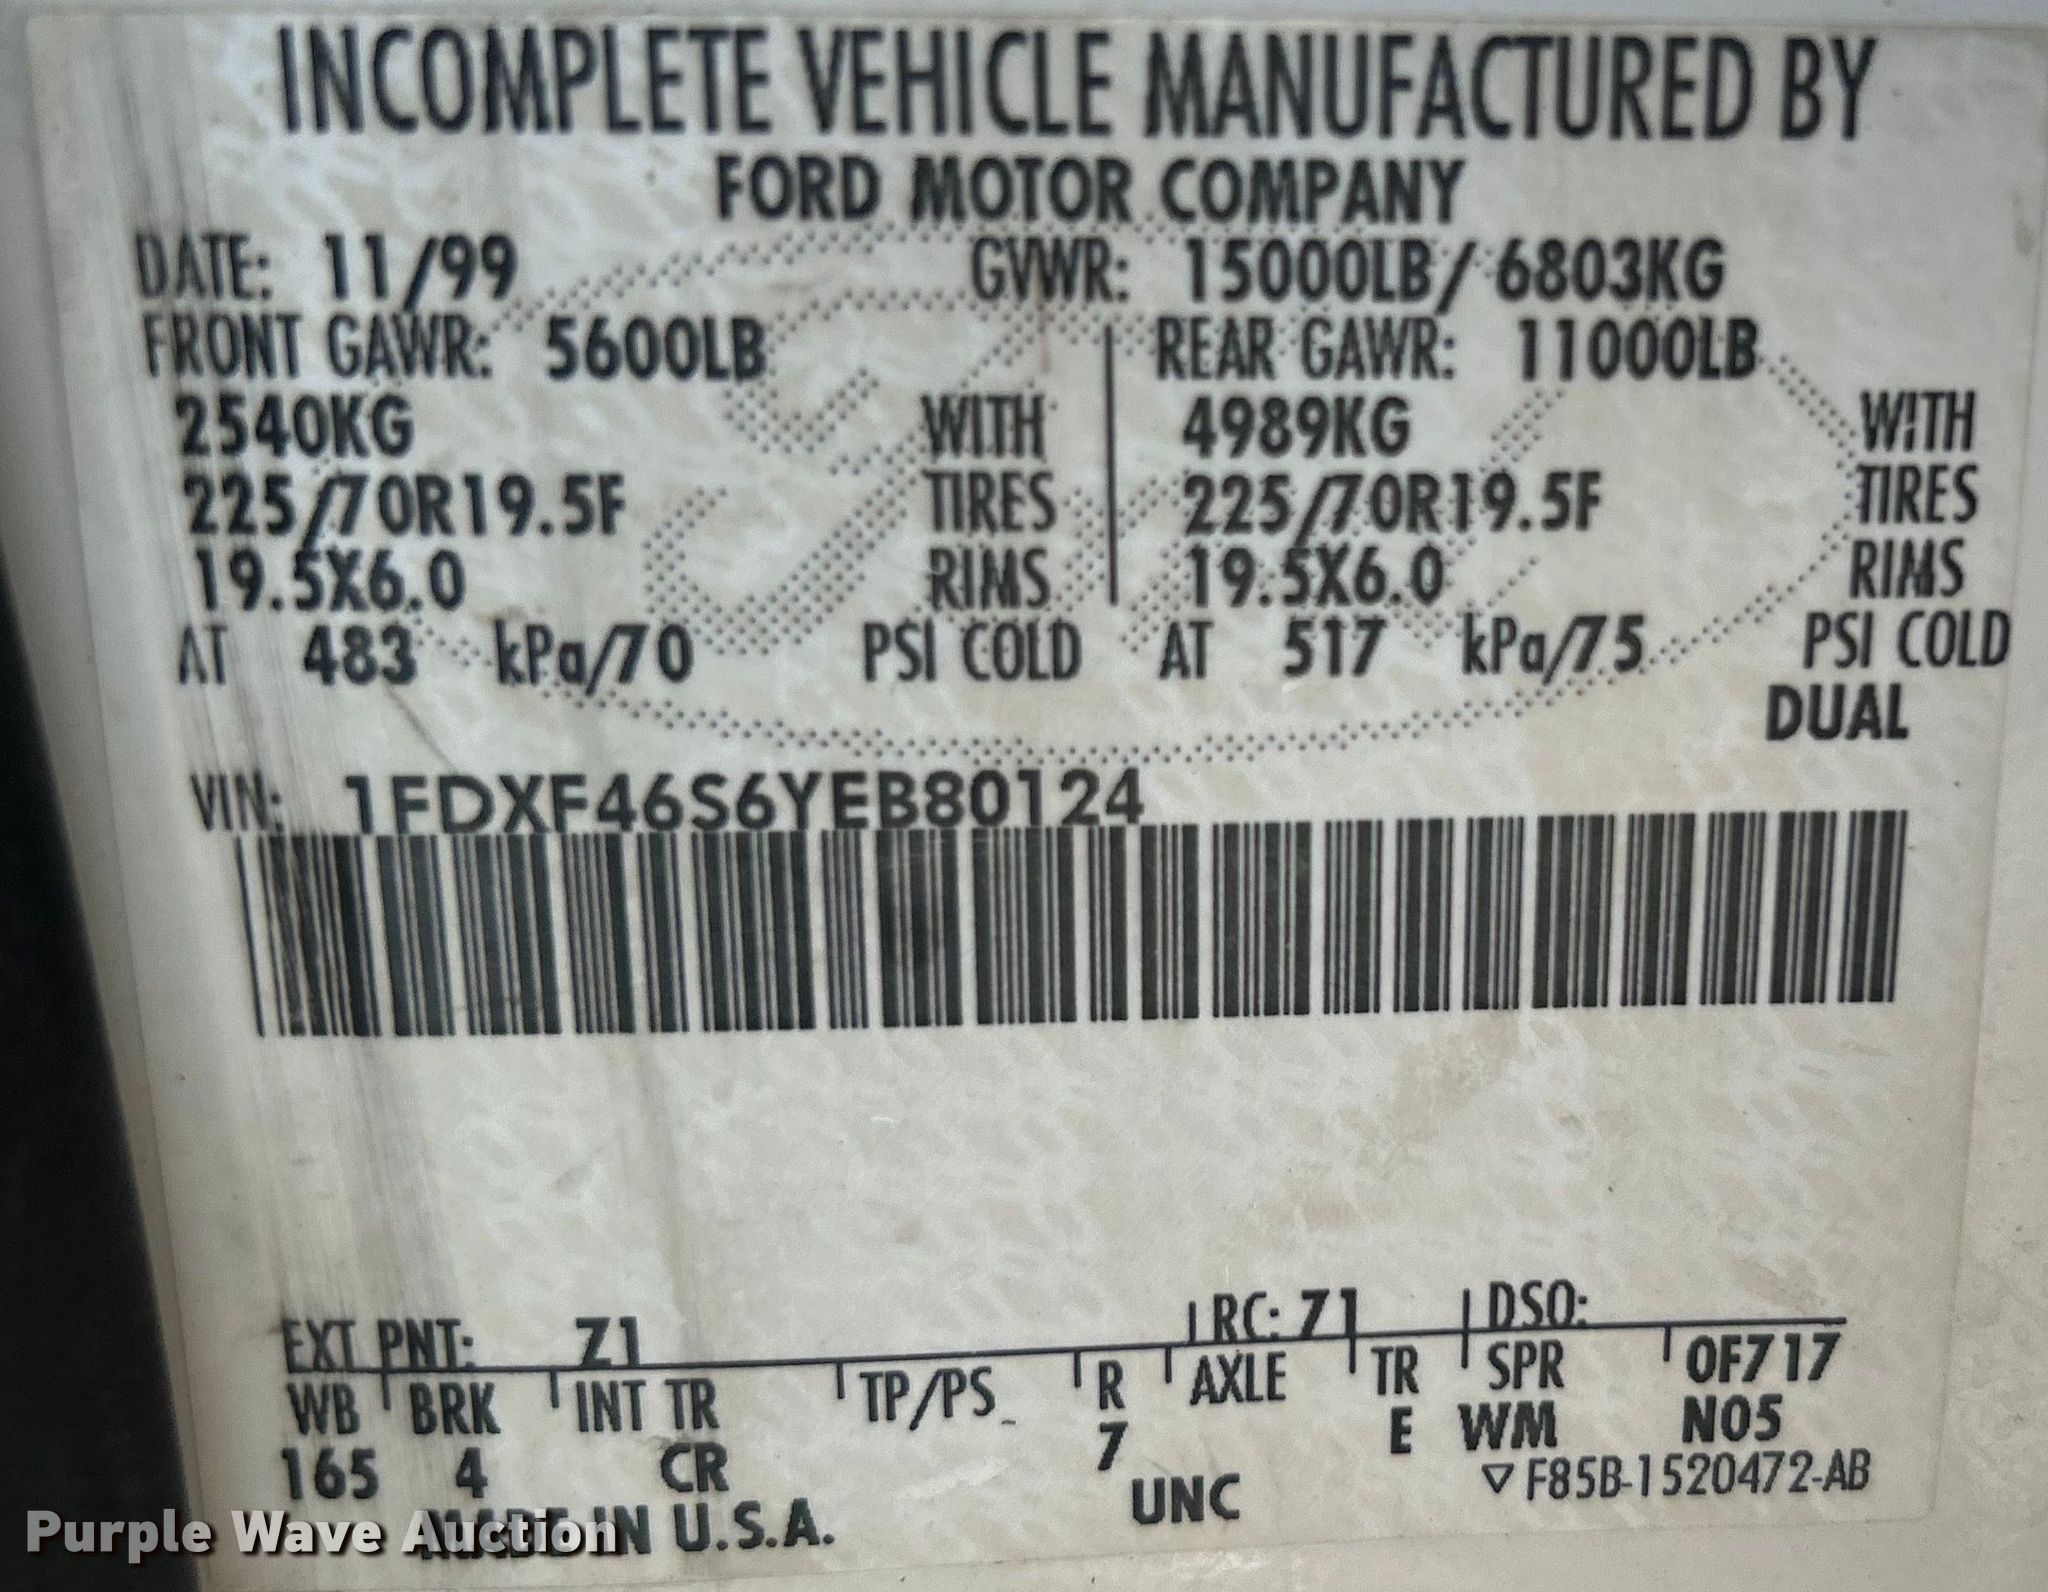 INCOMPLETE VEHICLE MANUFACTURED BY
FORD MOTOR COMPANY
DATE: 11/99 GVWR: 15000LB/ 6803KG
FRONT GAWR: 5600LB REAR GAWR: 11000LB
2540KG WITH 4989KG WITH
225/70R19.5F TIRES 225/70R19.5F TIRES
19.5X6.0 RIMS 19.5X6.0 RIMS
AT 483 kPa/70 PSI COLD AT 517 kPa/75 PSI COLD
DUAL
VIN: 1FDXF46S6YEB80124
EXT PNT: Z1 RC: 71 DSO:
WB BRK INT TR TP/PS R AXLE TR SPR 0F717
165 4 CR 7 E WM N05
UNC ▽F85B-1520472-AB
MADE IN U.S.A.
Purple Wave Auction